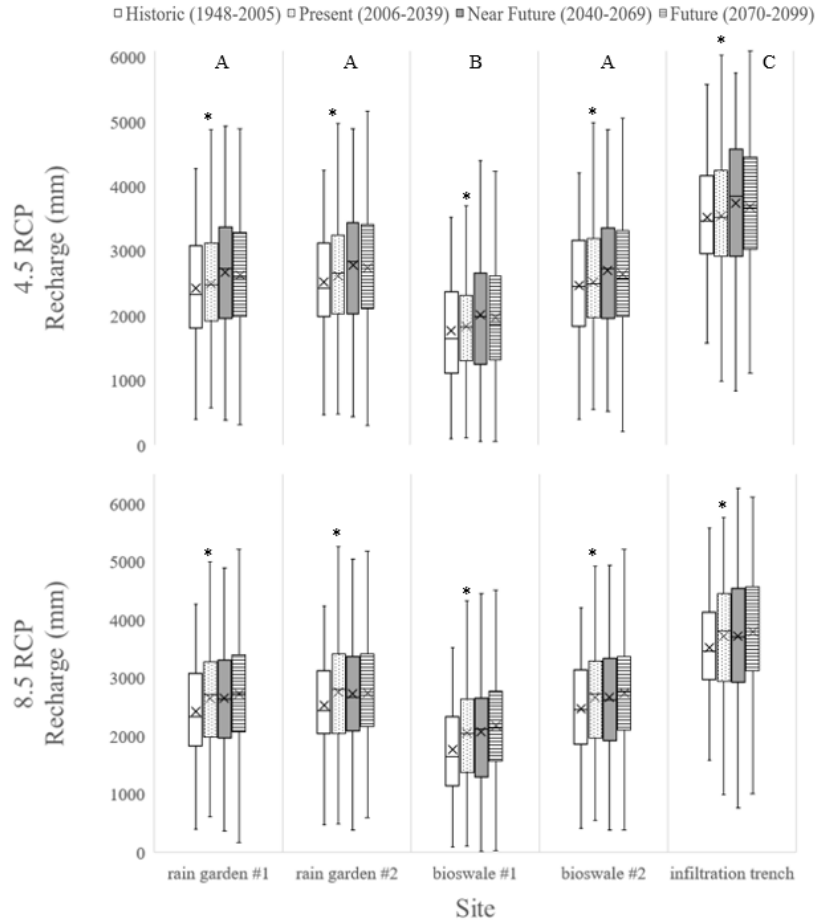 Historic (1948-2005) Present (2006-2039) Near Future (2040-2069) Future (2070-2099)
4.5 RCP
Recharge (mm)
6000
5000
4000
3000
2000
1000
0
A A B A C
* * * * *
8.5 RCP
Recharge (mm)
6000
5000
4000
3000
2000
1000
0
* * * * *
rain garden #1 rain garden #2 bioswale #1 bioswale #2 infiltration trench
Site